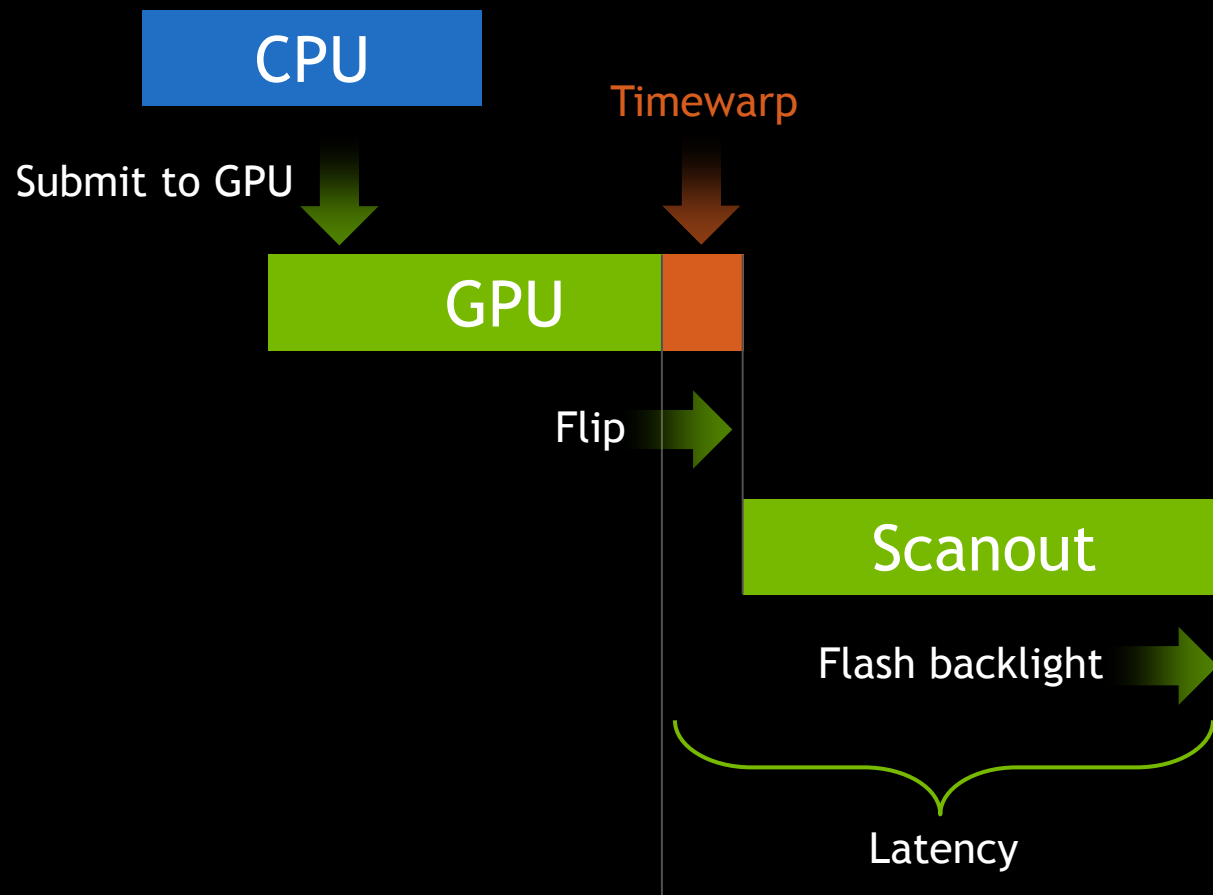 CPU
Timewarp
Submit to GPU
GPU
Flip
Scanout
Flash backlight
Latency